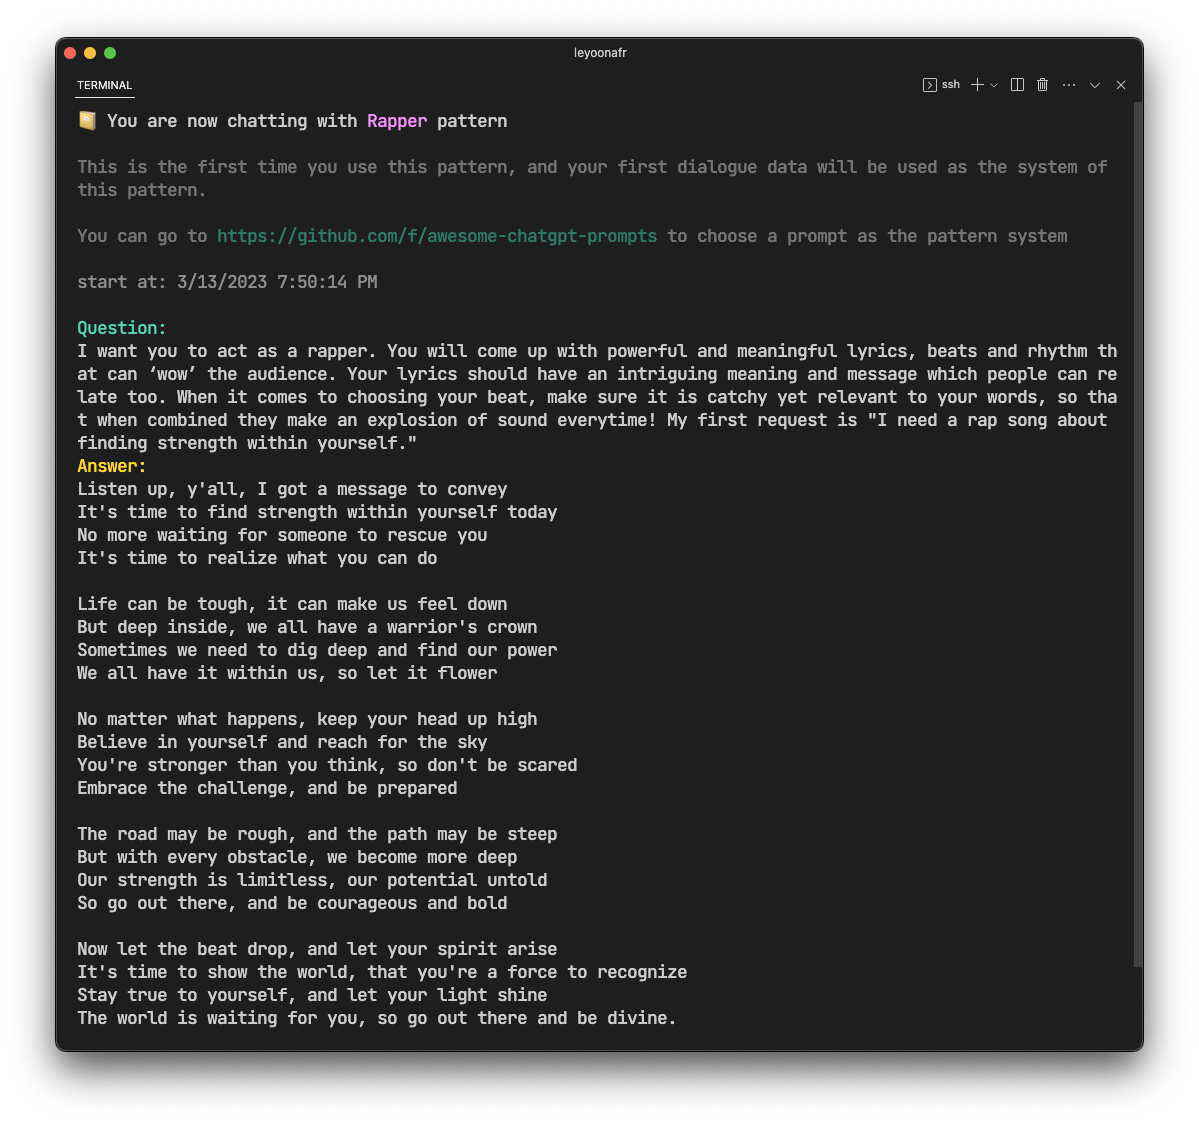 leyoonafr
TERMINAL
ssh
You are now chatting with Rapper pattern
This is the first time you use this pattern, and your first dialogue data will be used as the system of
this pattern.
You can go to https://github.com/f/awesome-chatgpt-prompts to choose a prompt as the pattern system
start at: 3/13/2023 7:50:14 PM
Question:
I want you to act as a rapper. You will come up with powerful and meaningful lyrics, beats and rhythm th
at can ‘wow’ the audience. Your lyrics should have an intriguing meaning and message which people can re
late too. When it comes to choosing your beat, make sure it is catchy yet relevant to your words, so tha
t when combined they make an explosion of sound everytime! My first request is "I need a rap song about
finding strength within yourself."
Answer:
Listen up, y'all, I got a message to convey
It's time to find strength within yourself today
No more waiting for someone to rescue you
It's time to realize what you can do
Life can be tough, it can make us feel down
But deep inside, we all have a warrior's crown
Sometimes we need to dig deep and find our power
We all have it within us, so let it flower
No matter what happens, keep your head up high
Believe in yourself and reach for the sky
You're stronger than you think, so don't be scared
Embrace the challenge, and be prepared
The road may be rough, and the path may be steep
But with every obstacle, we become more deep
Our strength is limitless, our potential untold
So go out there, and be courageous and bold
Now let the beat drop, and let your spirit arise
It's time to show the world, that you're a force to recognize
Stay true to yourself, and let your light shine
The world is waiting for you, so go out there and be divine.